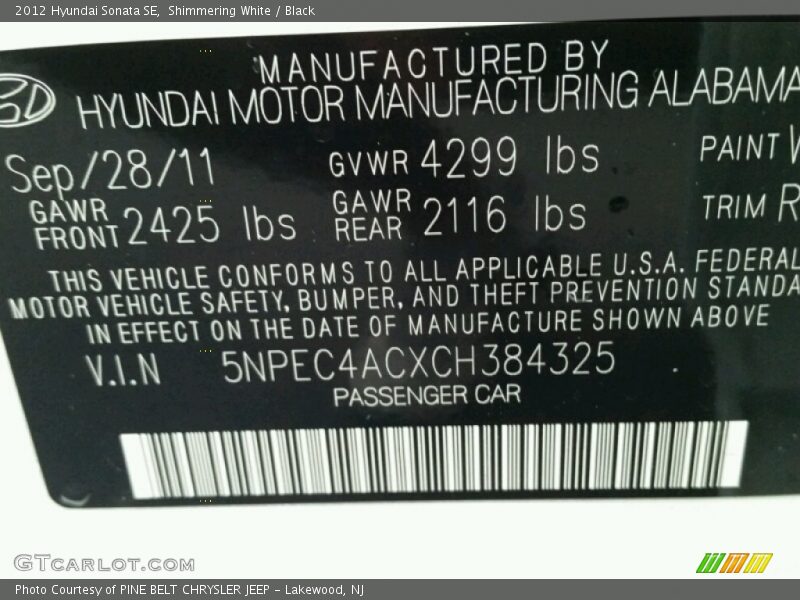 2012 Hyundai Sonata SE, Shimmering White / Black
MANUFACTURED BY
HYUNDAI MOTOR MANUFACTURING ALABAMA
Sep/28/11 GVWR 4299 lbs PAINT
GAWR FRONT 2425 lbs GAWR REAR 2116 lbs TRIM R
THIS VEHICLE CONFORMS TO ALL APPLICABLE U.S.A. FEDERAL
MOTOR VEHICLE SAFETY, BUMPER, AND THEFT PREVENTION STANDA
IN EFFECT ON THE DATE OF MANUFACTURE SHOWN ABOVE
V.I.N 5NPEC4ACXCH384325
PASSENGER CAR
GTCARLOT.COM
Photo Courtesy of PINE BELT CHRYSLER JEEP - Lakewood, NJ